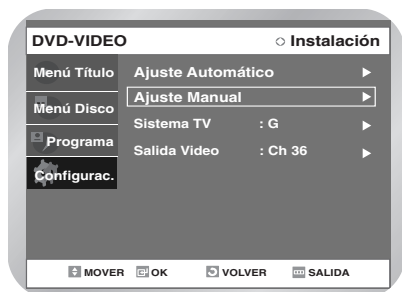 DVD-VIDEO Instalación
Menú Título
Menú Disco
Programa
Configurac.
Ajuste Automático
Ajuste Manual
Sistema TV : G
Salida Video : Ch 36
MOVER OK VOLVER SALIDA